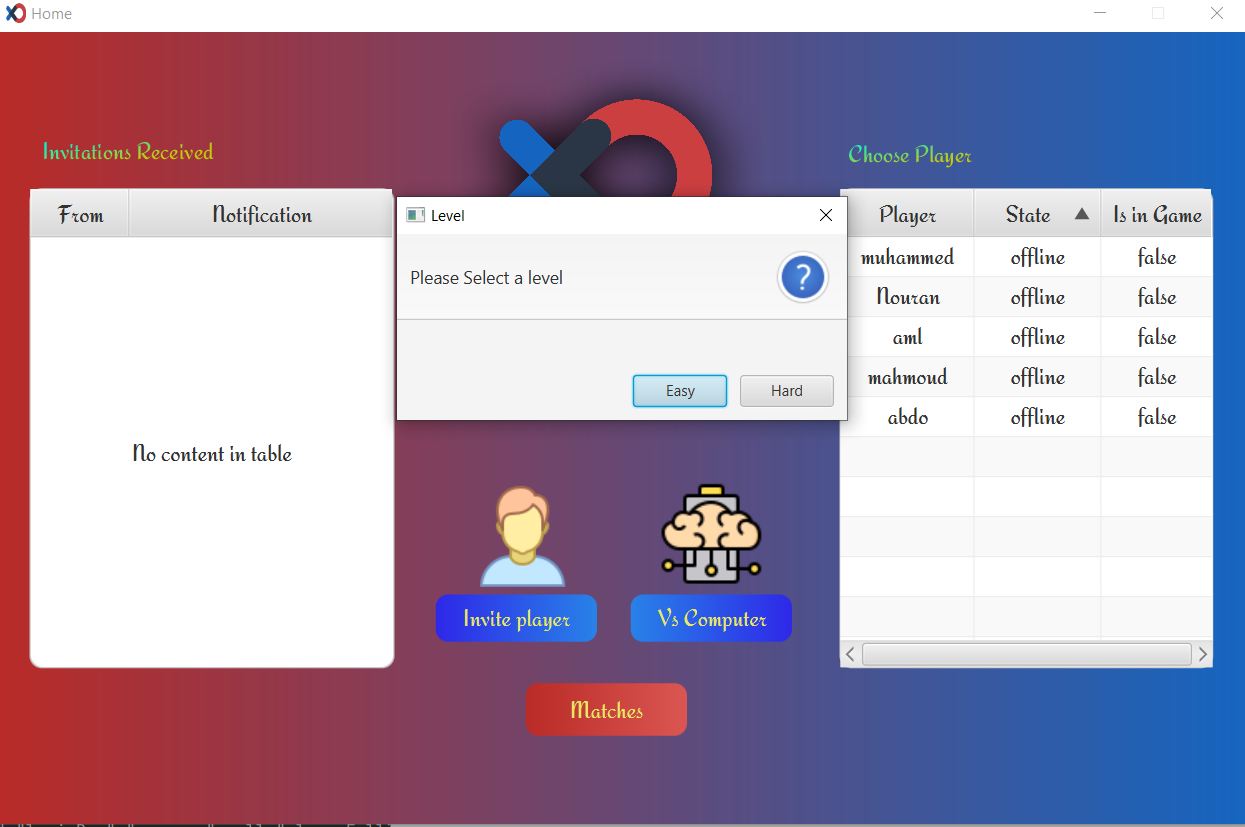 Home
Invitations Received
From Notification
No content in table
Level
Please Select a level
?
Easy Hard
Choose Player
Player State Is in Game
muhammed offline false
Nouran offline false
aml offline false
mahmoud offline false
abdo offline false
Invite player Vs Computer
Matches